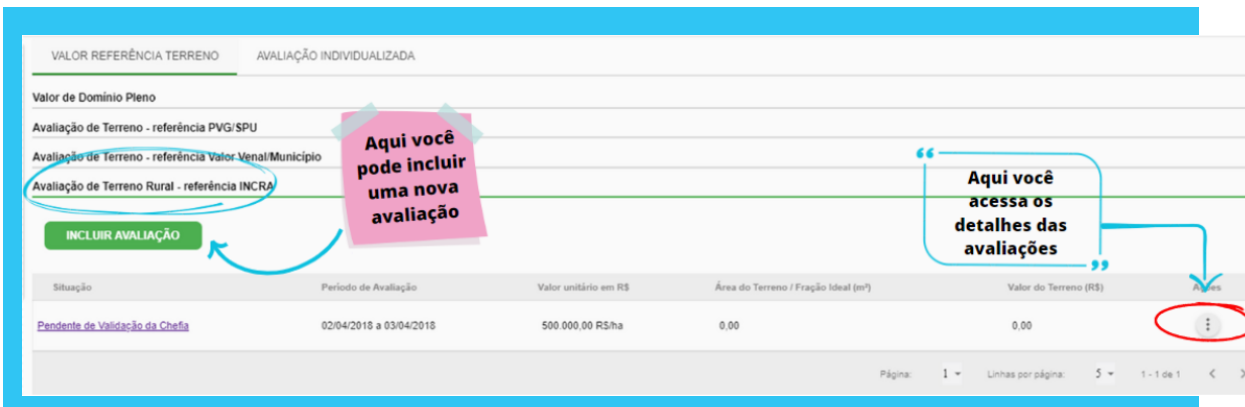 VALOR REFERÊNCIA TERRENO AVALIAÇÃO INDIVIDUALIZADA
Valor de Domínio Pleno
Avaliação de Terreno - referência PVG/SPU
Avaliação de Terreno - referência Valor Venal/Município
Avaliação de Terreno Rural - referência INCRA
Aqui você
pode incluir
uma nova
avaliação
“
Aqui você
acessa os
detalhes das
avaliações
”
INCLUIR AVALIAÇÃO
Situação Período de Avaliação Valor unitário em R$ Área do Terreno / Fração Ideal (m²) Valor do Terreno (R$) Ações
Pendente de Validação da Chefia 02/04/2018 a 03/04/2018 500.000,00 R$/ha 0,00 0,00
Página: 1 Linhas por página: 5 1 - 1 de 1 < >